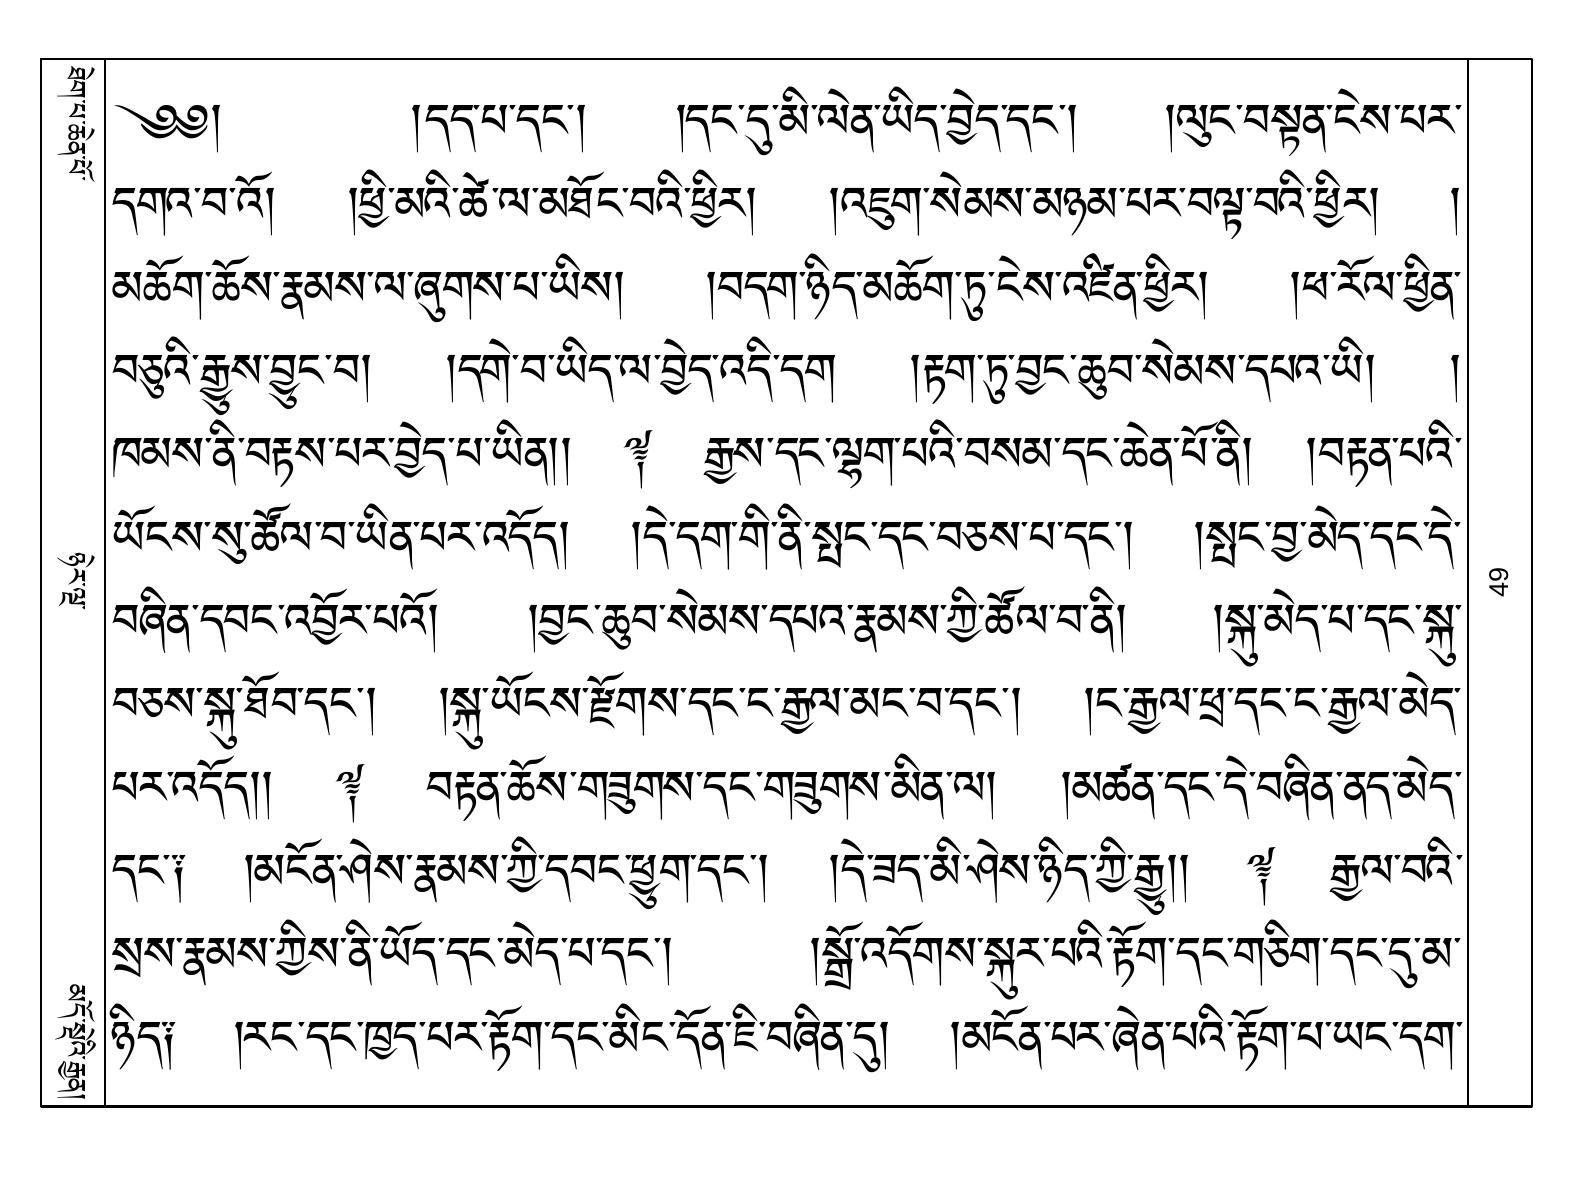 ཐེག་པ་ཆེན་པོ་
ཉེར་ལྔ་
མདོ་སྡེའི་རྒྱན།
༄༅། །དད་པ་དང་། །དང་དུ་མི་ལེན་ཡིད་བྱེད་དང་། །ལུང་བསྟན་ངེས་པར་
དགའ་བ་འོ། །ཕྱི་མའི་ཚེ་ལ་མཐོང་བའི་ཕྱིར། །འཇུག་སེམས་མཉམ་པར་བལྟ་བའི་ཕྱིར། །
མཆོག་ཆོས་རྣམས་ལ་ཞུགས་པ་ཡིས། །བདག་ཉིད་མཆོག་ཏུ་ངེས་འཛིན་ཕྱིར། །ཕ་རོལ་ཕྱིན་
བཅུའི་རྒྱུས་བྱུང་བ། །དགེ་བ་ཡིད་ལ་བྱེད་འདི་དག །རྟག་ཏུ་བྱང་ཆུབ་སེམས་དཔའ་ཡི། །
ཁམས་ནི་བརྟས་པར་བྱེད་པ་ཡིན།། ༈ རྒྱས་དང་ལྷག་པའི་བསམ་དང་ཆེན་པོ་ནི། །བརྟན་པའི་
ཡོངས་སུ་ཚོལ་བ་ཡིན་པར་འདོད། །དེ་དག་གི་ནི་སྤང་དང་བཅས་པ་དང་། །སྤང་བྱ་མེད་དང་དེ་
བཞིན་དབང་འབྱོར་པའོ། །བྱང་ཆུབ་སེམས་དཔའ་རྣམས་ཀྱི་ཚོལ་བ་ནི། །སྐུ་མེད་པ་དང་སྐུ་
བཅས་སྐུ་ཐོབ་དང་། །སྐུ་ཡོངས་རྫོགས་དང་ང་རྒྱལ་མང་བ་དང་། །ང་རྒྱལ་ཕྲ་དང་ང་རྒྱལ་མེད་
པར་འདོད།། ༈ བརྟན་ཆོས་གཟུགས་དང་གཟུགས་མིན་ལ། །མཚན་དང་དེ་བཞིན་ནད་མེད་
དང་༑ །མངོན་ཤེས་རྣམས་ཀྱི་དབང་ཕྱུག་དང་། །དེ་ཟད་མི་ཤེས་ཉིད་ཀྱི་རྒྱུ།། ༈ རྒྱལ་བའི་
སྲས་རྣམས་ཀྱིས་ནི་ཡོད་དང་མེད་པ་དང་། །སྒྲོ་འདོགས་སྐུར་པའི་རྟོག་དང་གཅིག་དང་དུ་མ་
ཉིད༑ །རང་དང་ཁྱད་པར་རྟོག་དང་མིང་དོན་ཇི་བཞིན་དུ། །མངོན་པར་ཞེན་པའི་རྟོག་པ་ཡང་དག་
49